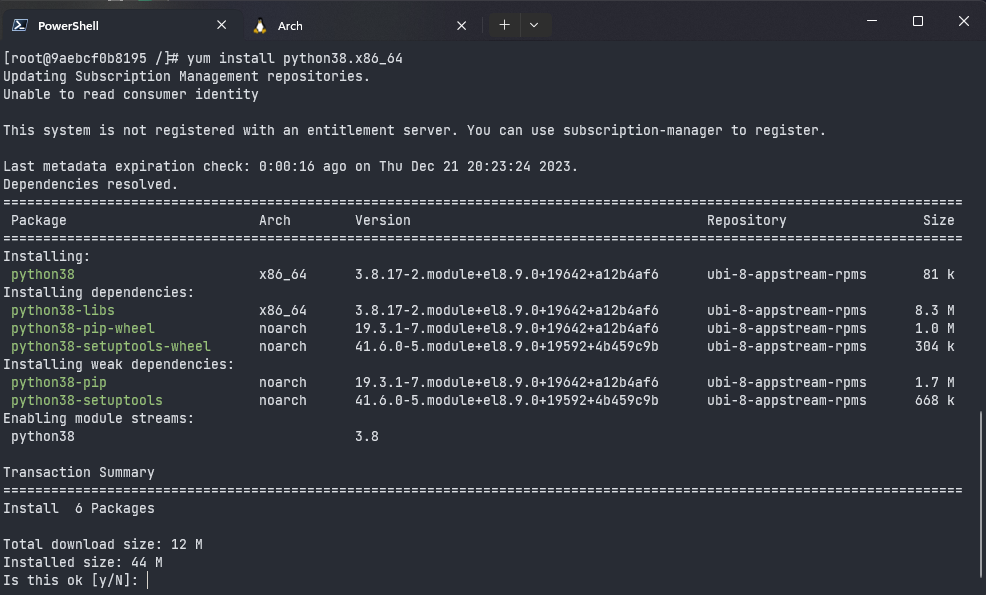 PowerShell
Arch
[root@9aebcf0b8195 /]# yum install python38.x86_64
Updating Subscription Management repositories.
Unable to read consumer identity
This system is not registered with an entitlement server. You can use subscription-manager to register.
Last metadata expiration check: 0:00:16 ago on Thu Dec 21 20:23:24 2023.
Dependencies resolved.
========================================================================================================================
Package Arch Version Repository Size
========================================================================================================================
Installing:
python38 x86_64 3.8.17-2.module+el8.9.0+19642+a12b4af6 ubi-8-appstream-rpms 81 k
Installing dependencies:
python38-libs x86_64 3.8.17-2.module+el8.9.0+19642+a12b4af6 ubi-8-appstream-rpms 8.3 M
python38-pip-wheel noarch 19.3.1-7.module+el8.9.0+19642+a12b4af6 ubi-8-appstream-rpms 1.0 M
python38-setuptools-wheel noarch 41.6.0-5.module+el8.9.0+19592+4b459c9b ubi-8-appstream-rpms 304 k
Installing weak dependencies:
python38-pip noarch 19.3.1-7.module+el8.9.0+19642+a12b4af6 ubi-8-appstream-rpms 1.7 M
python38-setuptools noarch 41.6.0-5.module+el8.9.0+19592+4b459c9b ubi-8-appstream-rpms 668 k
Enabling module streams:
python38 3.8
Transaction Summary
========================================================================================================================
Install  6 Packages
Total download size: 12 M
Installed size: 44 M
Is this ok [y/N]: